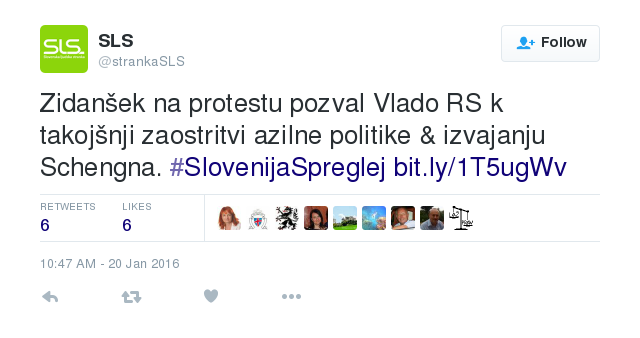 SLS
SLS
@strankaSLS
Follow
Zidanšek na protestu pozval Vlado RS k
takojšnji zaostritvi azilne politike & izvajanju
Schengna. #SlovenijaSpreglej bit.ly/1T5ugWv
RETWEETS
LIKES
6
6
10:47 AM - 20 Jan 2016